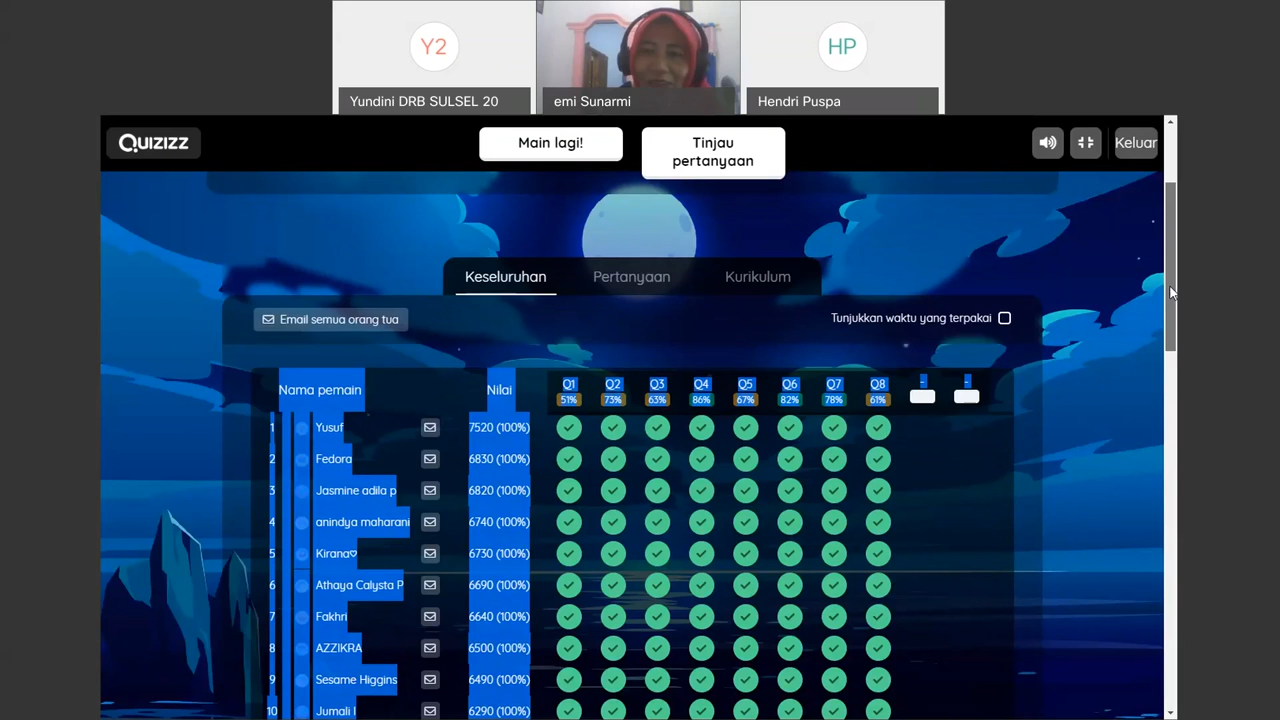 Y2
HP
Yundini DRB SULSEL 20
emi Sunarmi
Hendri Puspa
QUIZIZZ
Main lagi!
Tinjau
pertanyaan
Keluar
Keseluruhan
Pertanyaan
Kurikulum
Email semua orang tua
Tunjukkan waktu yang terpakai
Nama pemain Nilai Q1 Q2 Q3 Q4 Q5 Q6 Q7 Q8 - -
51% 73% 63% 86% 67% 82% 78% 61%
1 Yusuf 7520 (100%)
2 Fedora 6830 (100%)
3 Jasmine adila p 6820 (100%)
4 anindya maharani 6740 (100%)
5 Kirana♡ 6730 (100%)
6 Athaya Calysta P 6690 (100%)
7 Fakhri 6640 (100%)
8 AZZIKRA 6500 (100%)
9 Sesame Higgins 6490 (100%)
10 Jumali I 6290 (100%)